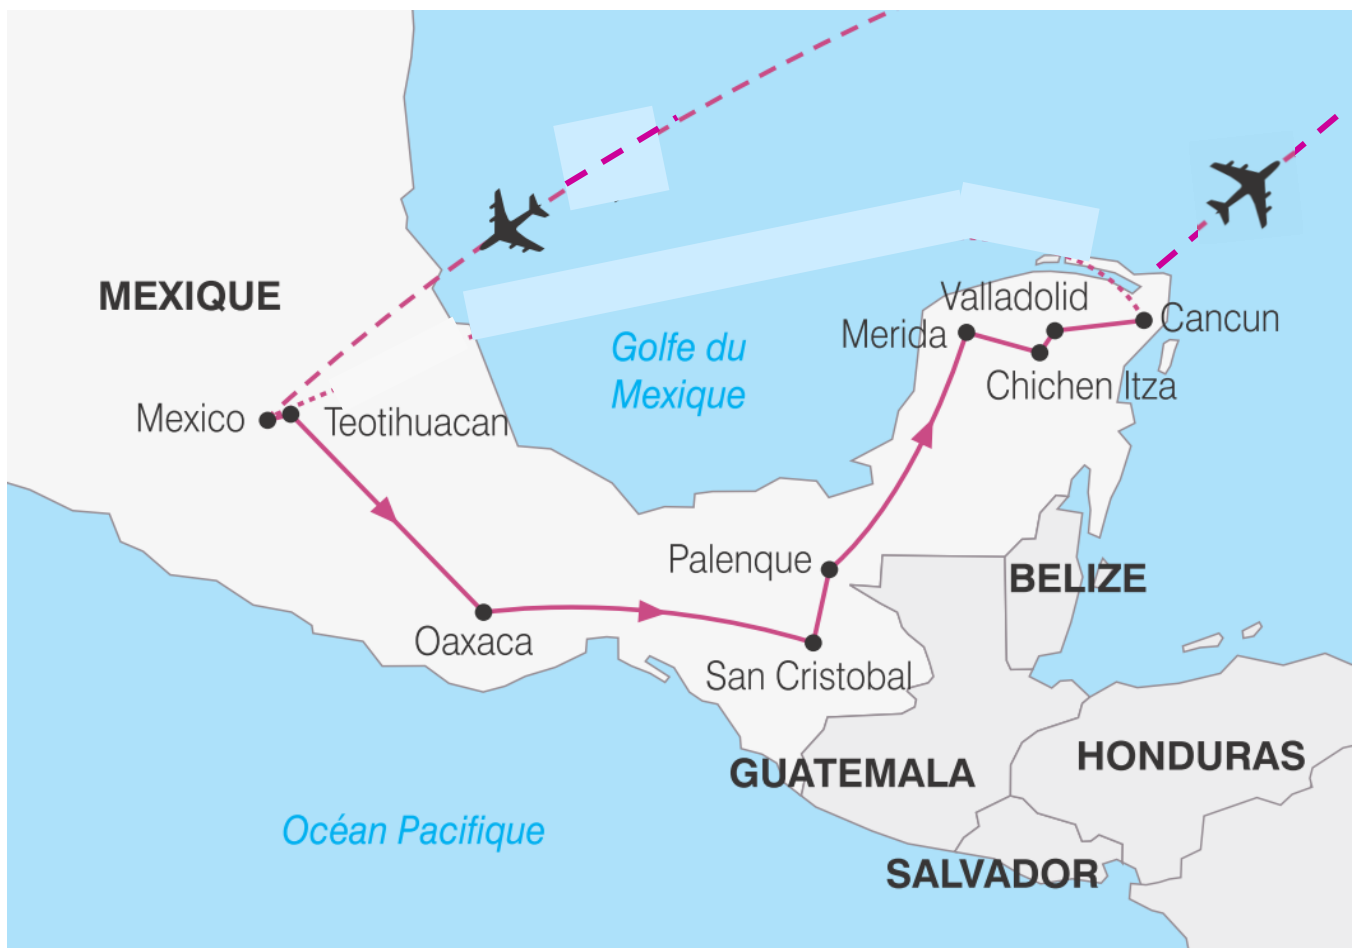 MEXIQUE
Valladolid
Merida
Cancun
Golfe du
Mexique
Chichen Itza
Mexico
Teotihuacan
Palenque
BELIZE
Oaxaca
San Cristobal
HONDURAS
GUATEMALA
Océan Pacifique
SALVADOR